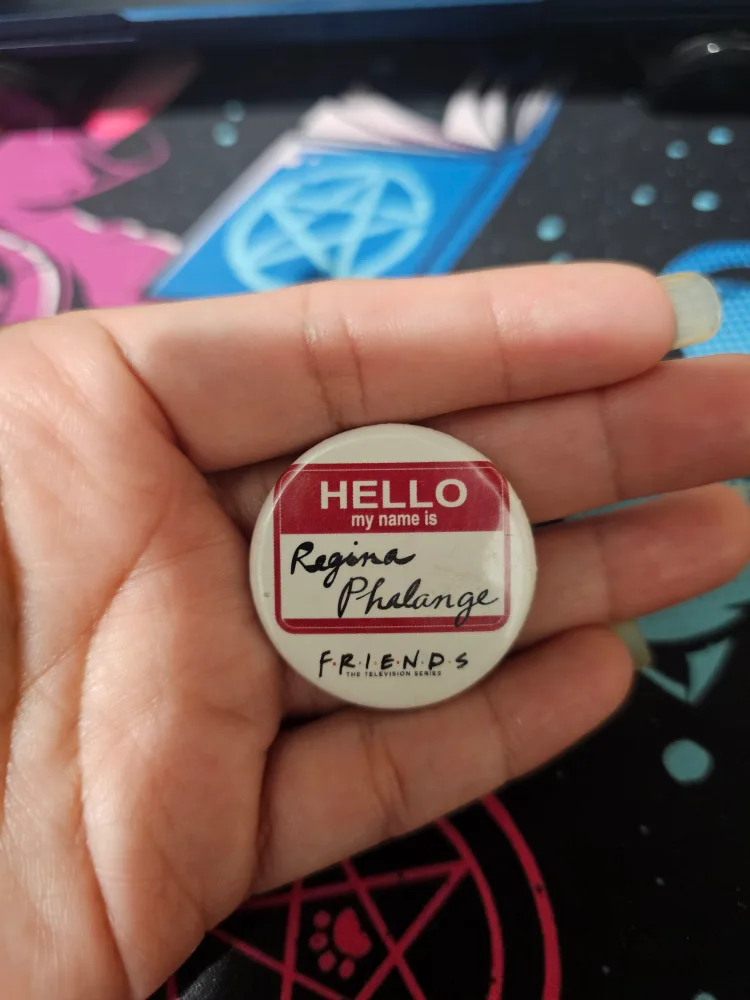 HELLO
my name is
Regina
Phalange
F·R·I·E·N·D·S
THE TELEVISION SERIES